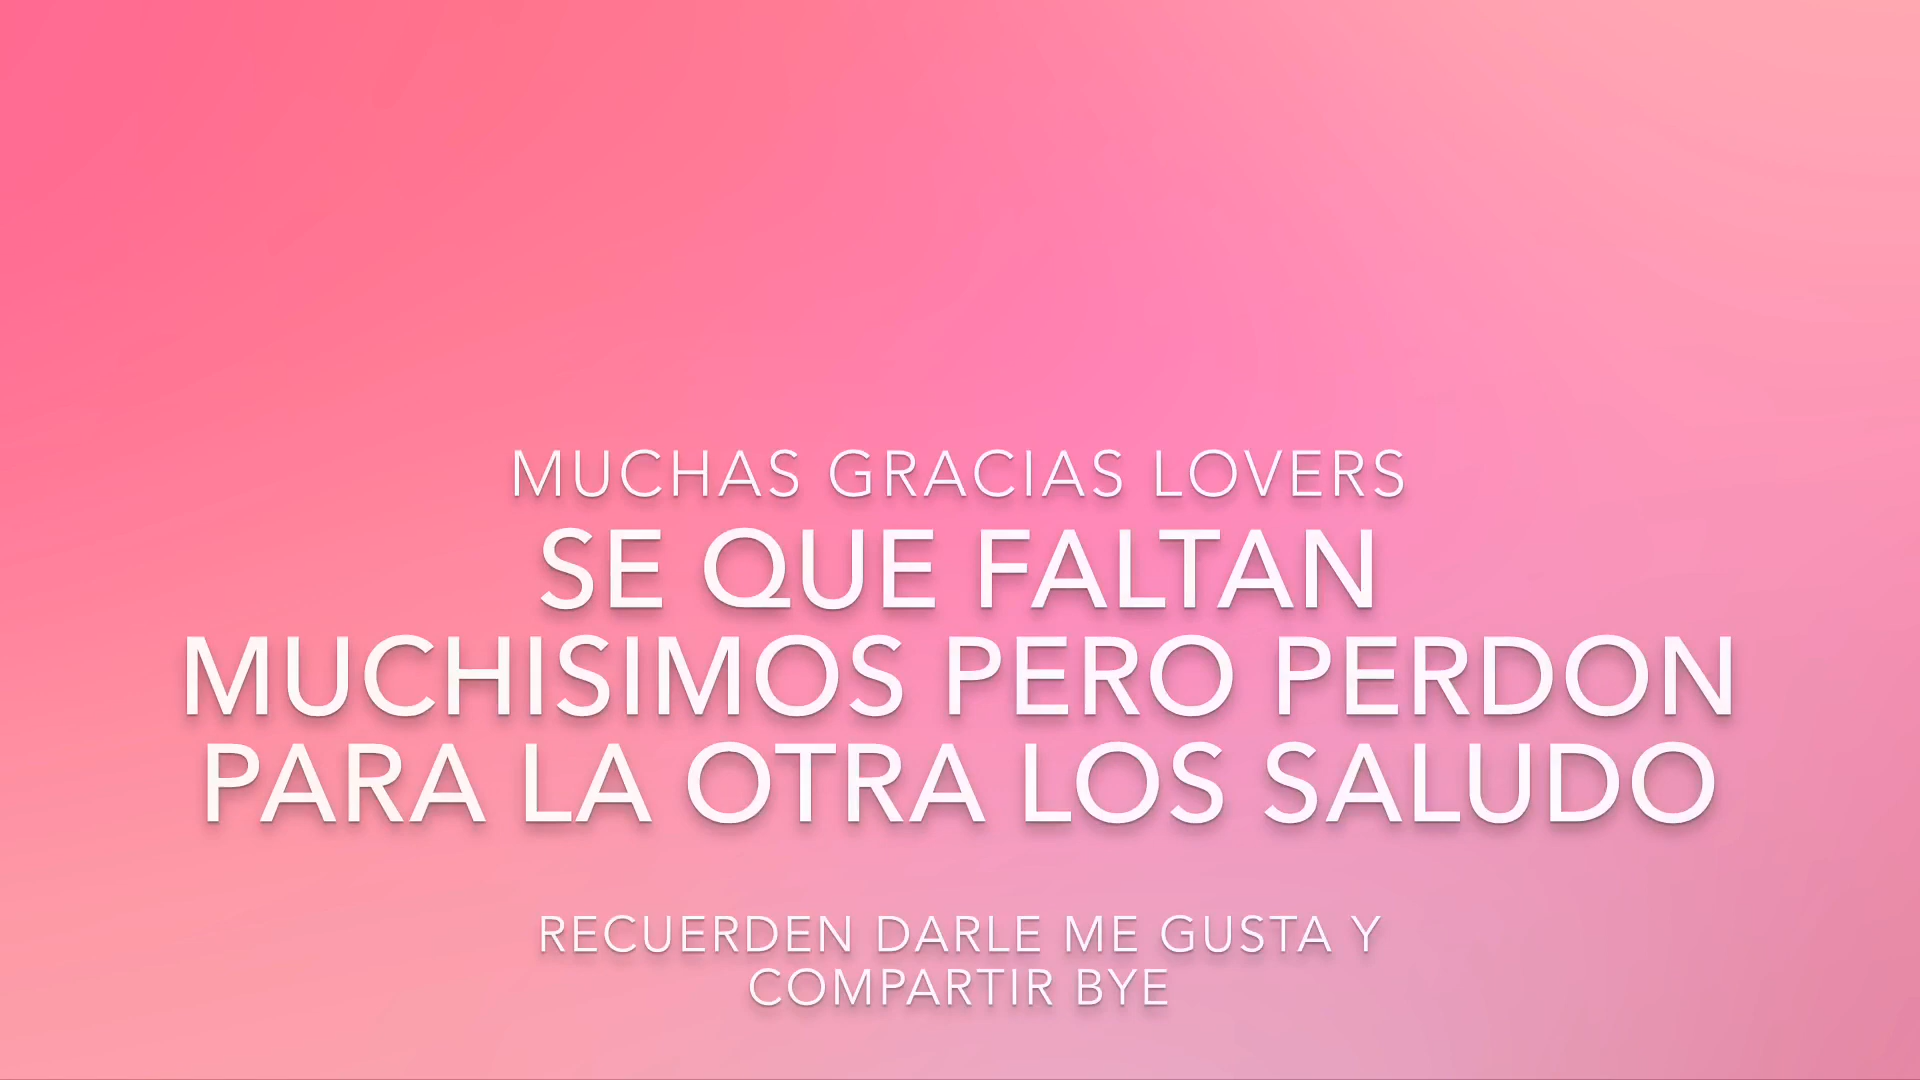 MUCHAS GRACIAS LOVERS
SE QUE FALTAN
MUCHISIMOS PERO PERDON
PARA LA OTRA LOS SALUDO
RECUERDEN DARLE ME GUSTA Y
COMPARTIR BYE